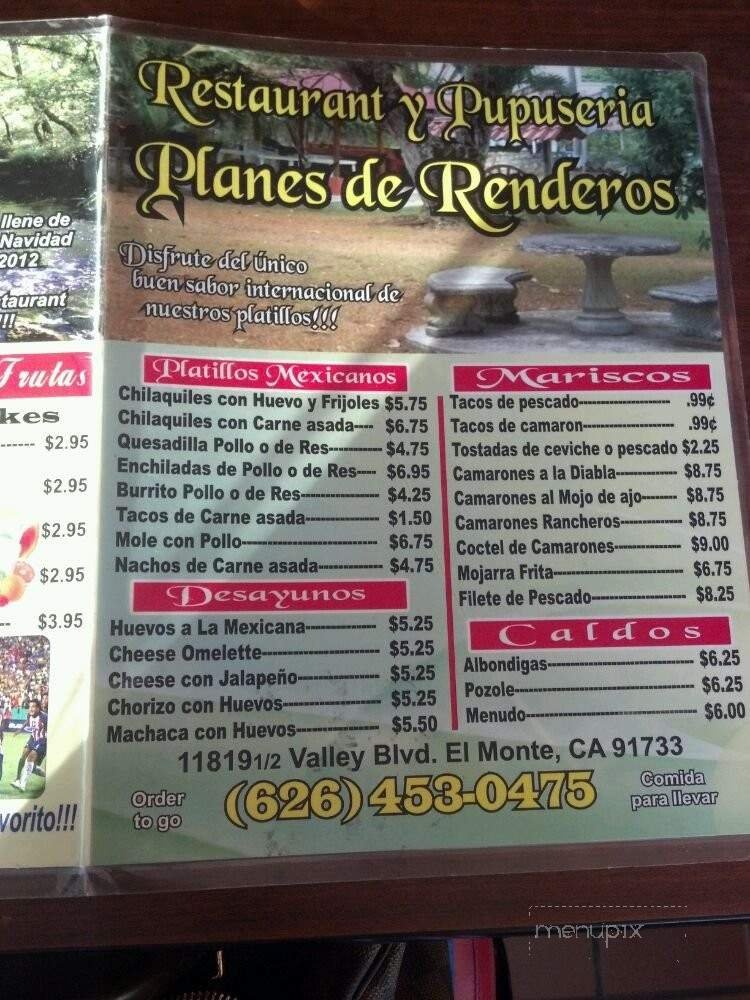 llene de
Navidad
2012
staurant
!!!
Frutas
kes
------ $2.95
$2.95
$2.95
$2.95
-- $3.95
vorito!!!
Restaurant y Pupuseria
Planes de Renderos
Disfrute del Único
buen sabor internacional de
nuestros platillos!!!
Platillos Mexicanos
Chilaquiles con Huevo y Frijoles $5.75
Chilaquiles con Carne asada---- $6.75
Quesadilla Pollo o de Res------------ $4.75
Enchiladas de Pollo o de Res---- $6.95
Burrito Pollo o de Res---------------- $4.25
Tacos de Carne asada--------------- $1.50
Mole con Pollo---------------------------- $6.75
Nachos de Carne asada------------- $4.75
Desayunos
Huevos a La Mexicana--------------- $5.25
Cheese Omelette------------------------ $5.25
Cheese con Jalapeño----------------- $5.25
Chorizo con Huevos------------------- $5.25
Machaca con Huevos----------------- $5.50
Mariscos
Tacos de pescado-------------------- .99¢
Tacos de camaron-------------------- .99¢
Tostadas de ceviche o pescado $2.25
Camarones a la Diabla-------------- $8.75
Camarones al Mojo de ajo-------- $8.75
Camarones Rancheros-------------- $8.75
Coctel de Camarones--------------- $9.00
Mojarra Frita---------------------------- $6.75
Filete de Pescado--------------------- $8.25
Caldos
Albondigas------------------------------- $6.25
Pozole-------------------------------------- $6.25
Menudo------------------------------------ $6.00
118191/2 Valley Blvd. El Monte, CA 91733
Order
to go
(626) 453-0475
Comida
para llevar
menupix